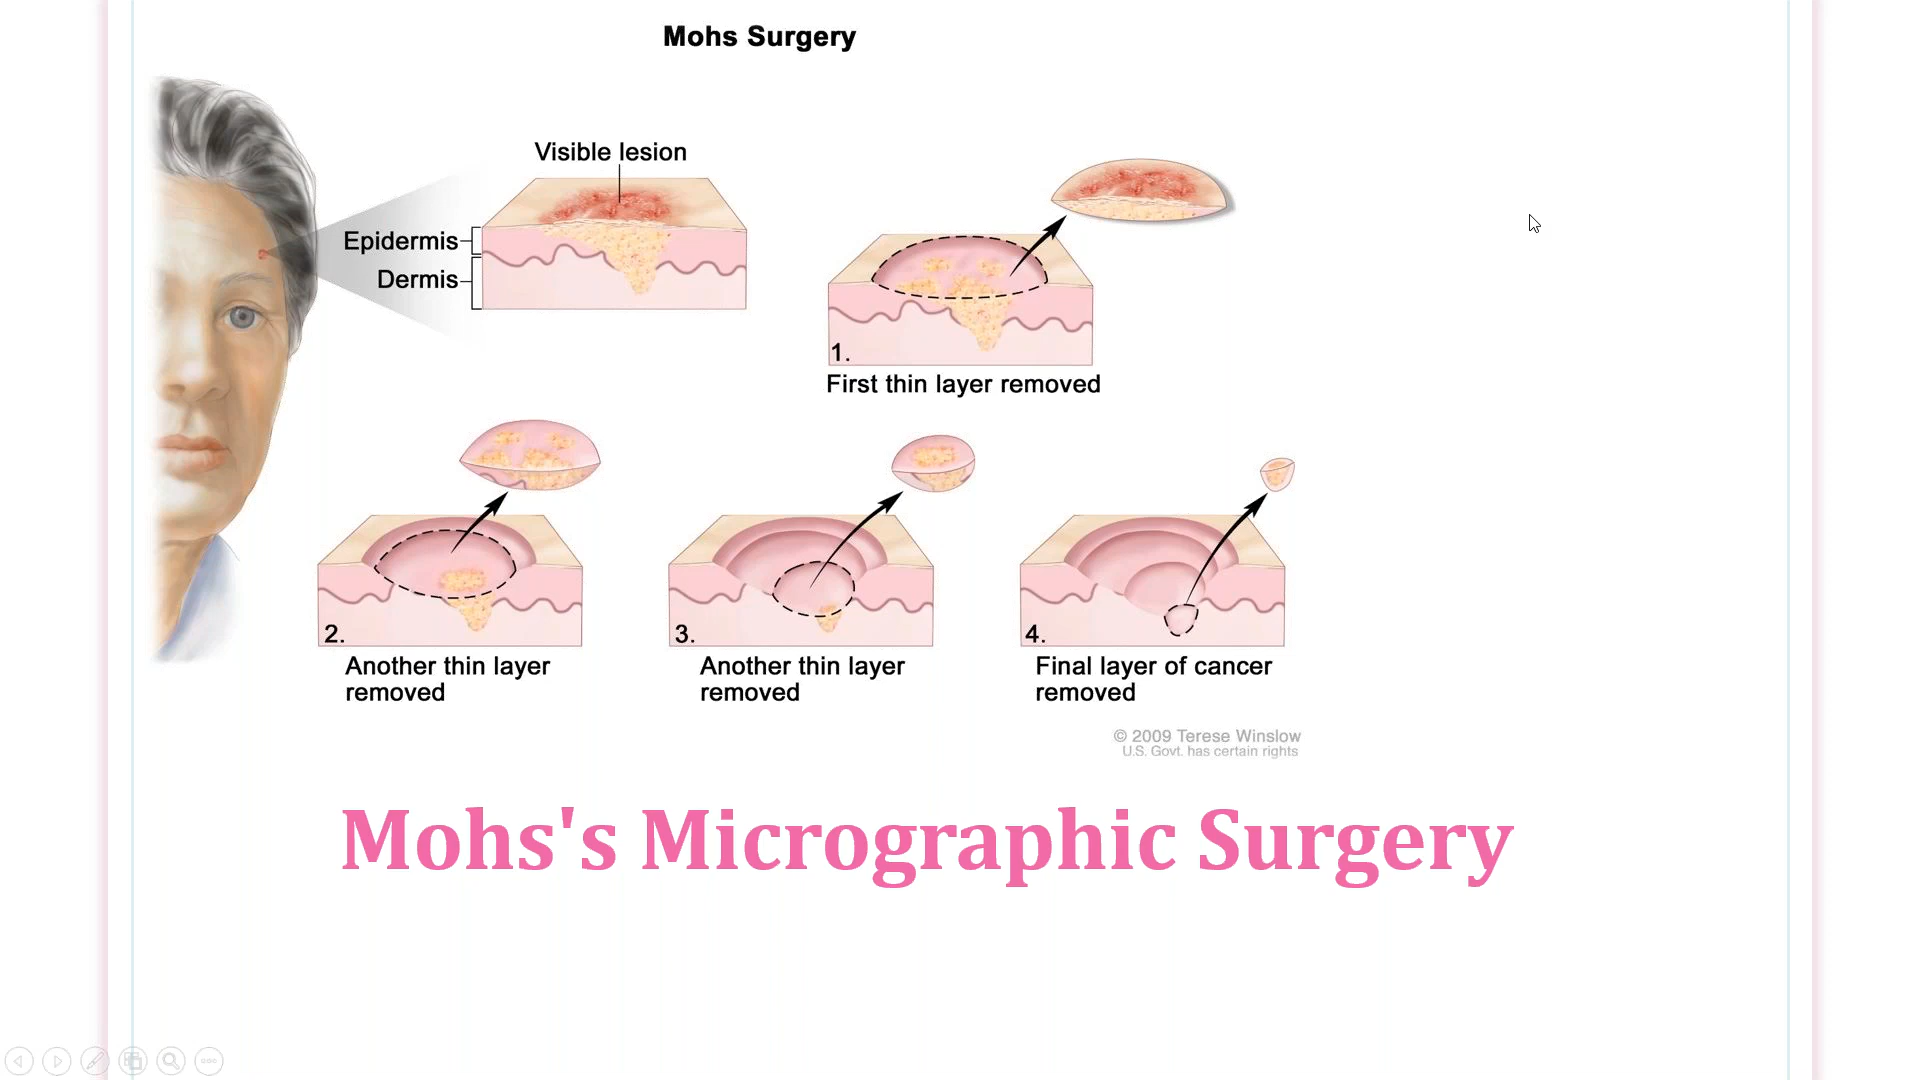 Mohs Surgery
Visible lesion
Epidermis
Dermis
1.
First thin layer removed
2.
Another thin layer
removed
3.
Another thin layer
removed
4.
Final layer of cancer
removed
© 2009 Terese Winslow
U.S. Govt. has certain rights
Mohs's Micrographic Surgery